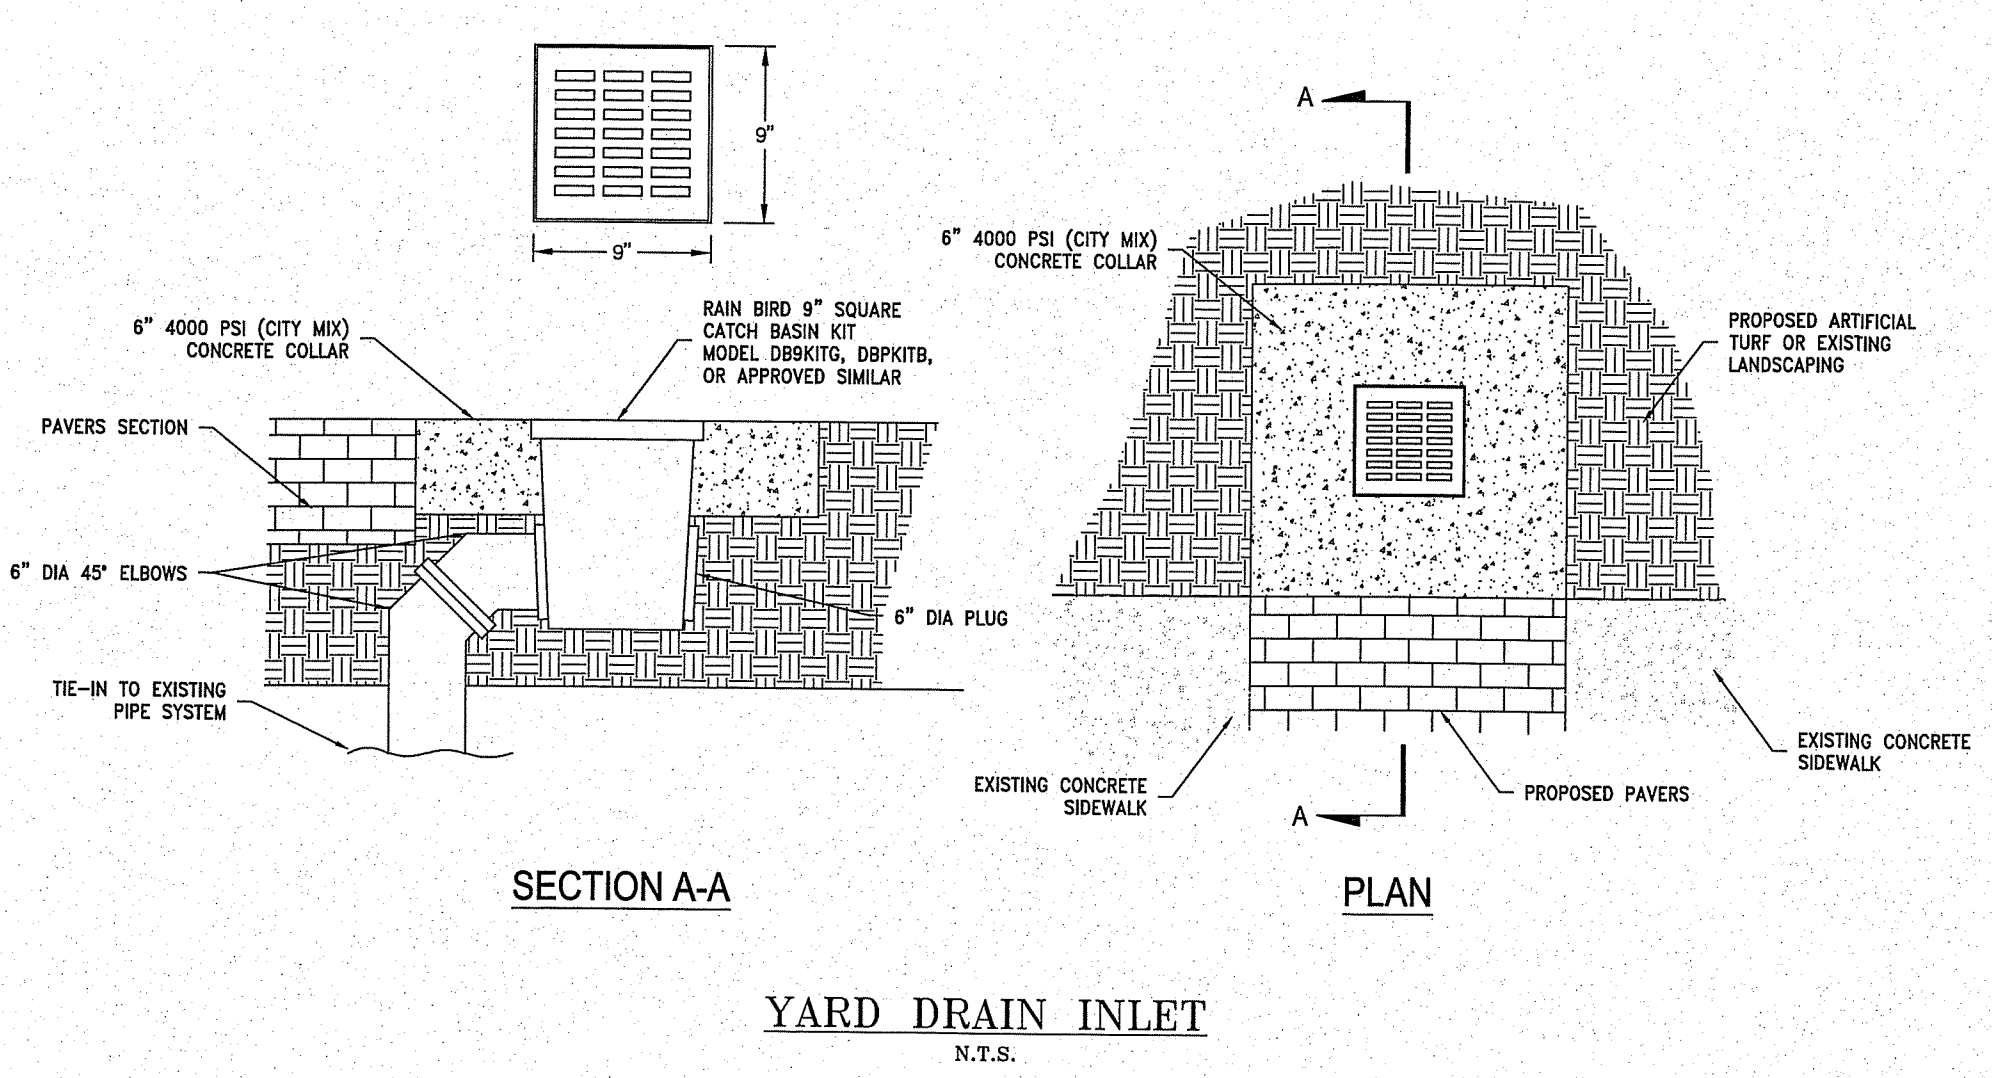 9”
9”
6” 4000 PSI (CITY MIX)
CONCRETE COLLAR
RAIN BIRD 9” SQUARE
CATCH BASIN KIT
MODEL DB9KITG, DBPKITB,
OR APPROVED SIMILAR
PAVERS SECTION
6” DIA 45° ELBOWS
6” DIA PLUG
TIE-IN TO EXISTING
PIPE SYSTEM
SECTION A-A
A
6” 4000 PSI (CITY MIX)
CONCRETE COLLAR
PROPOSED ARTIFICIAL
TURF OR EXISTING
LANDSCAPING
EXISTING CONCRETE
SIDEWALK
EXISTING CONCRETE
SIDEWALK
PROPOSED PAVERS
A
PLAN
YARD DRAIN INLET
N.T.S.